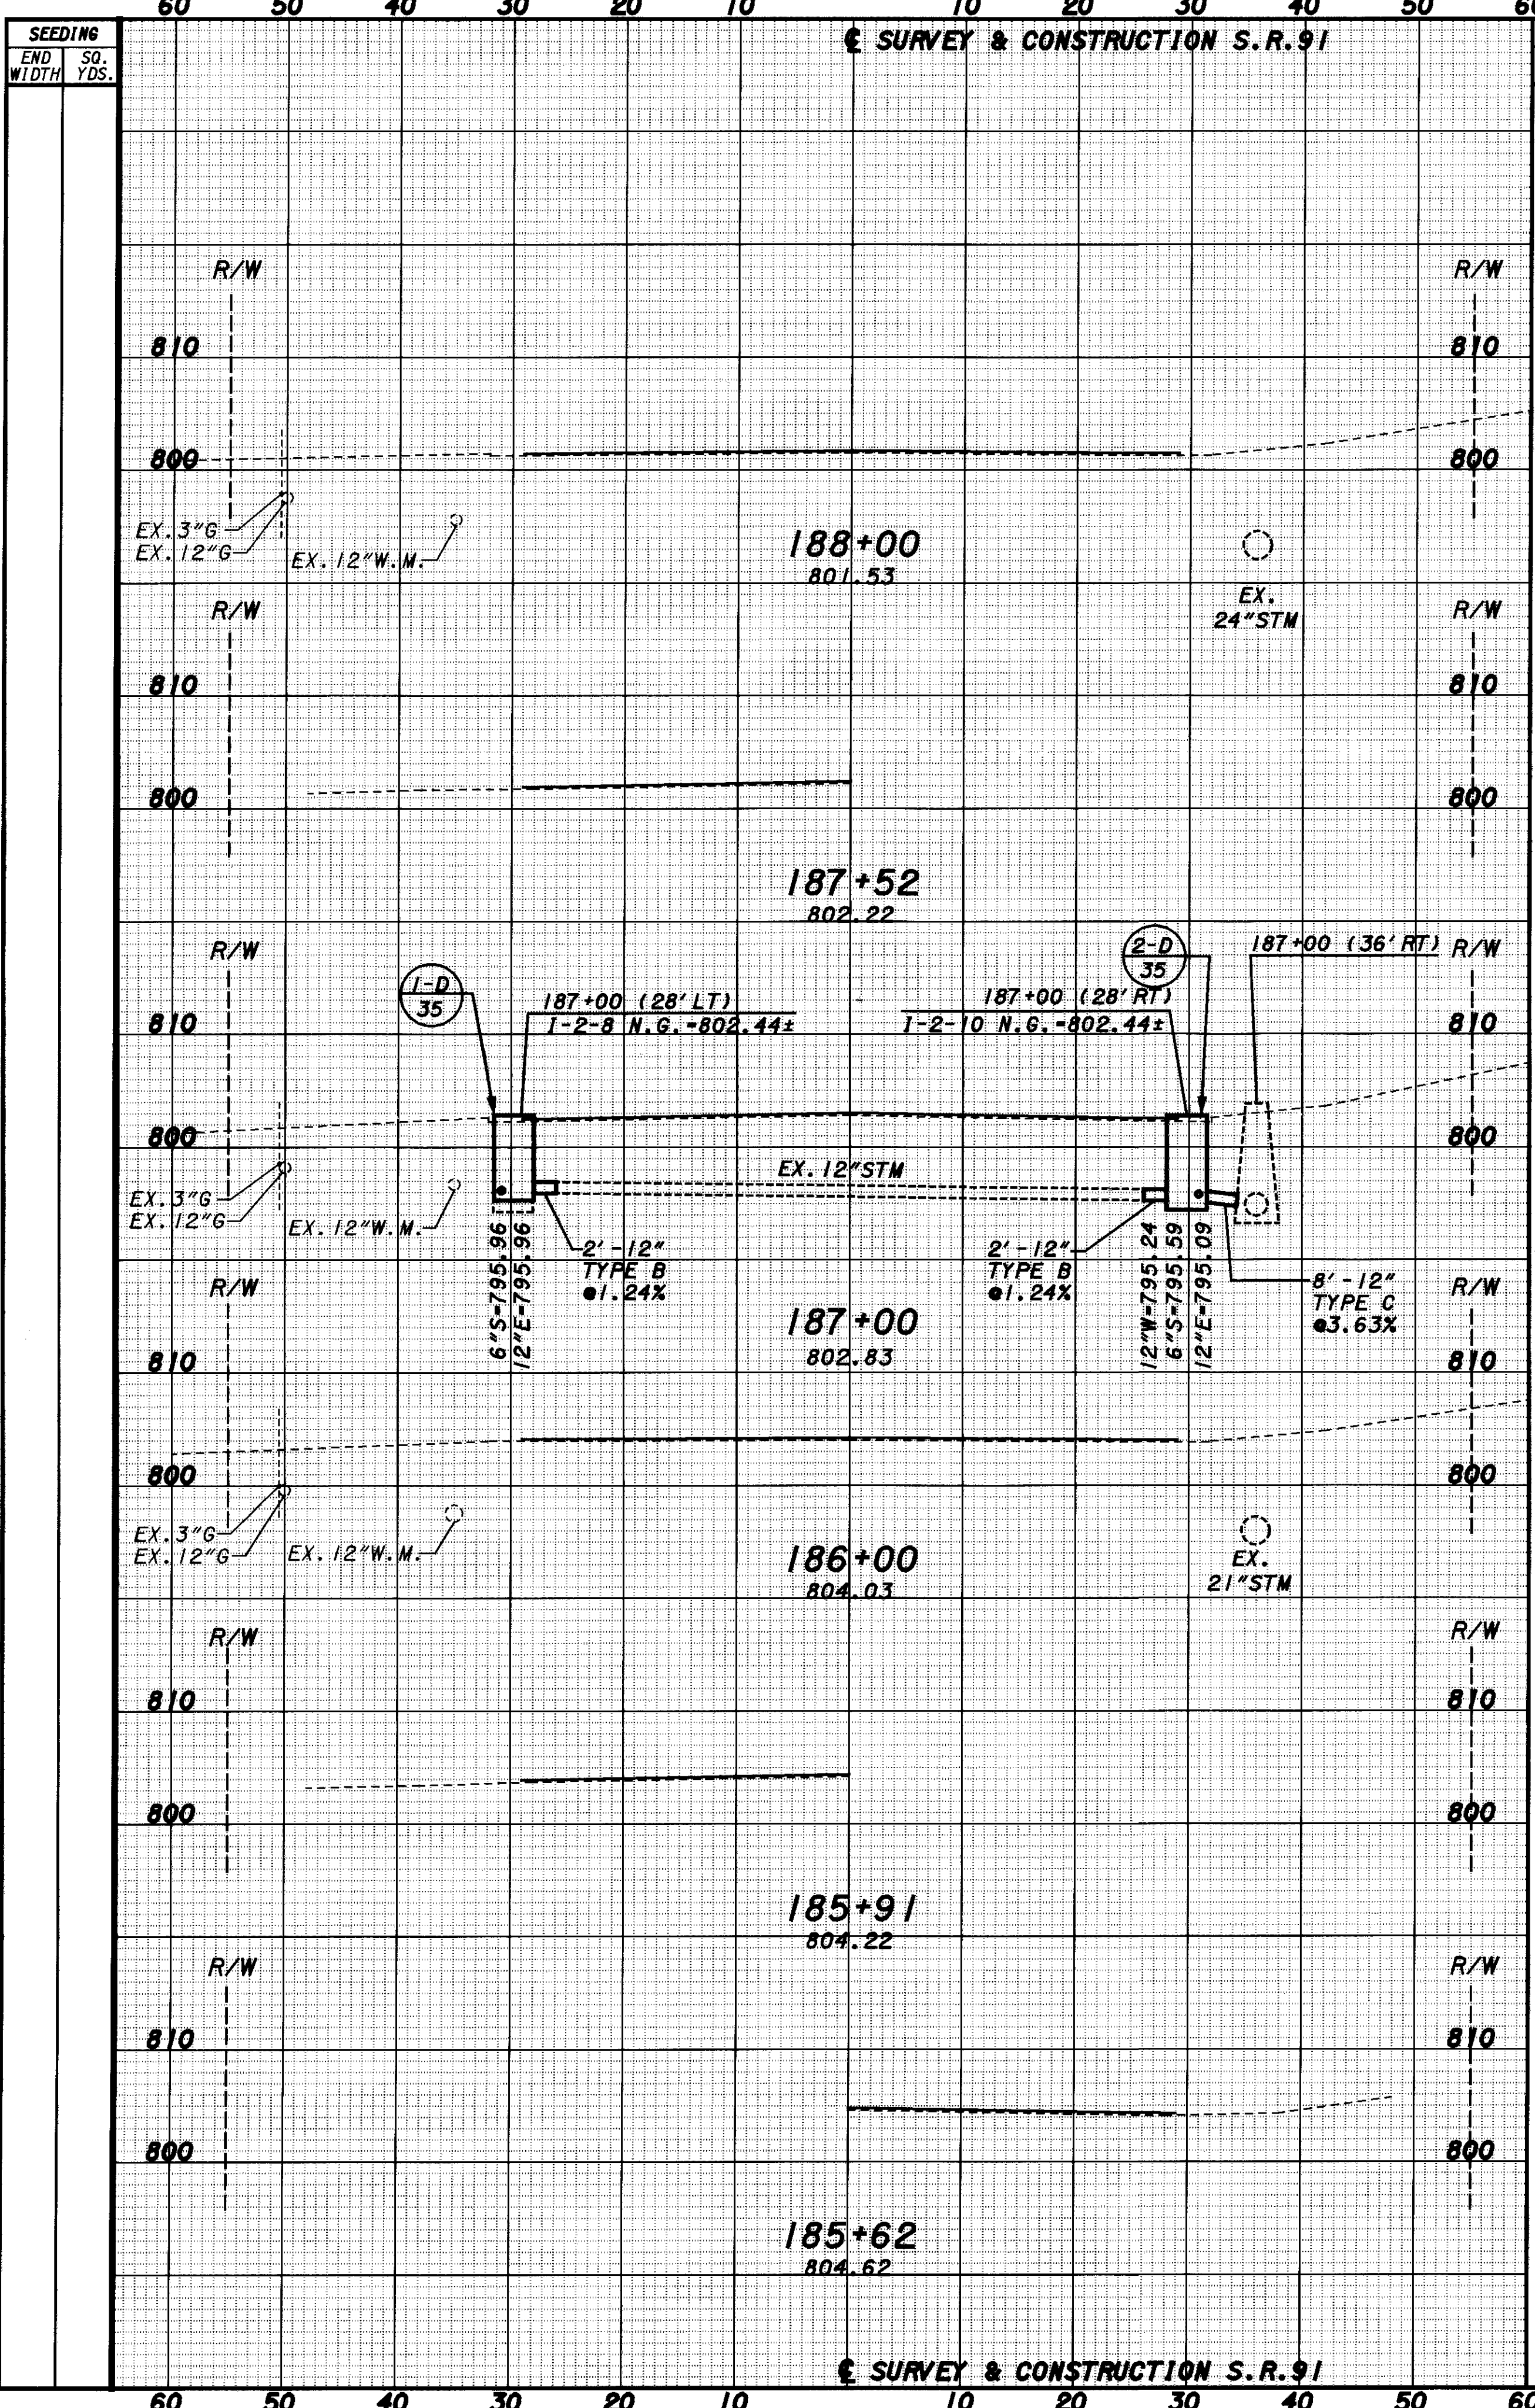 60 50 40 30 20 10 10 20 30 40 50 60
SEEDING
END WIDTH
SQ. YDS.
℄ SURVEY & CONSTRUCTION S.R.91
R/W R/W
810 810
800 800
EX.3"G
EX.12"G
EX.12"W.M.
188+00
801.53
EX.
24"STM
R/W R/W
810 810
800 800
187+52
802.22
R/W R/W
1-D
35
187+00 (28'LT)
I-2-8 N.G.=802.44±
2-D
35
187+00 (28'RT)
I-2-10 N.G.=802.44±
187+00 (36'RT)
810 810
800 800
EX.12"STM
EX.3"G
EX.12"G
EX.12"W.M.
6"S=795.96
12"E=795.96
2'-12"
TYPE B
@1.24%
2'-12"
TYPE B
@1.24%
12"W=795.24
6"S=795.59
12"E=795.09
8'-12"
TYPE C
@3.63%
187+00
802.83
R/W R/W
810 810
800 800
EX.3"G
EX.12"G
EX.12"W.M.
186+00
804.03
EX.
21"STM
R/W R/W
810 810
800 800
185+91
804.22
R/W R/W
810 810
800 800
185+62
804.62
℄ SURVEY & CONSTRUCTION S.R.91
60 50 40 30 20 10 10 20 30 40 50 60